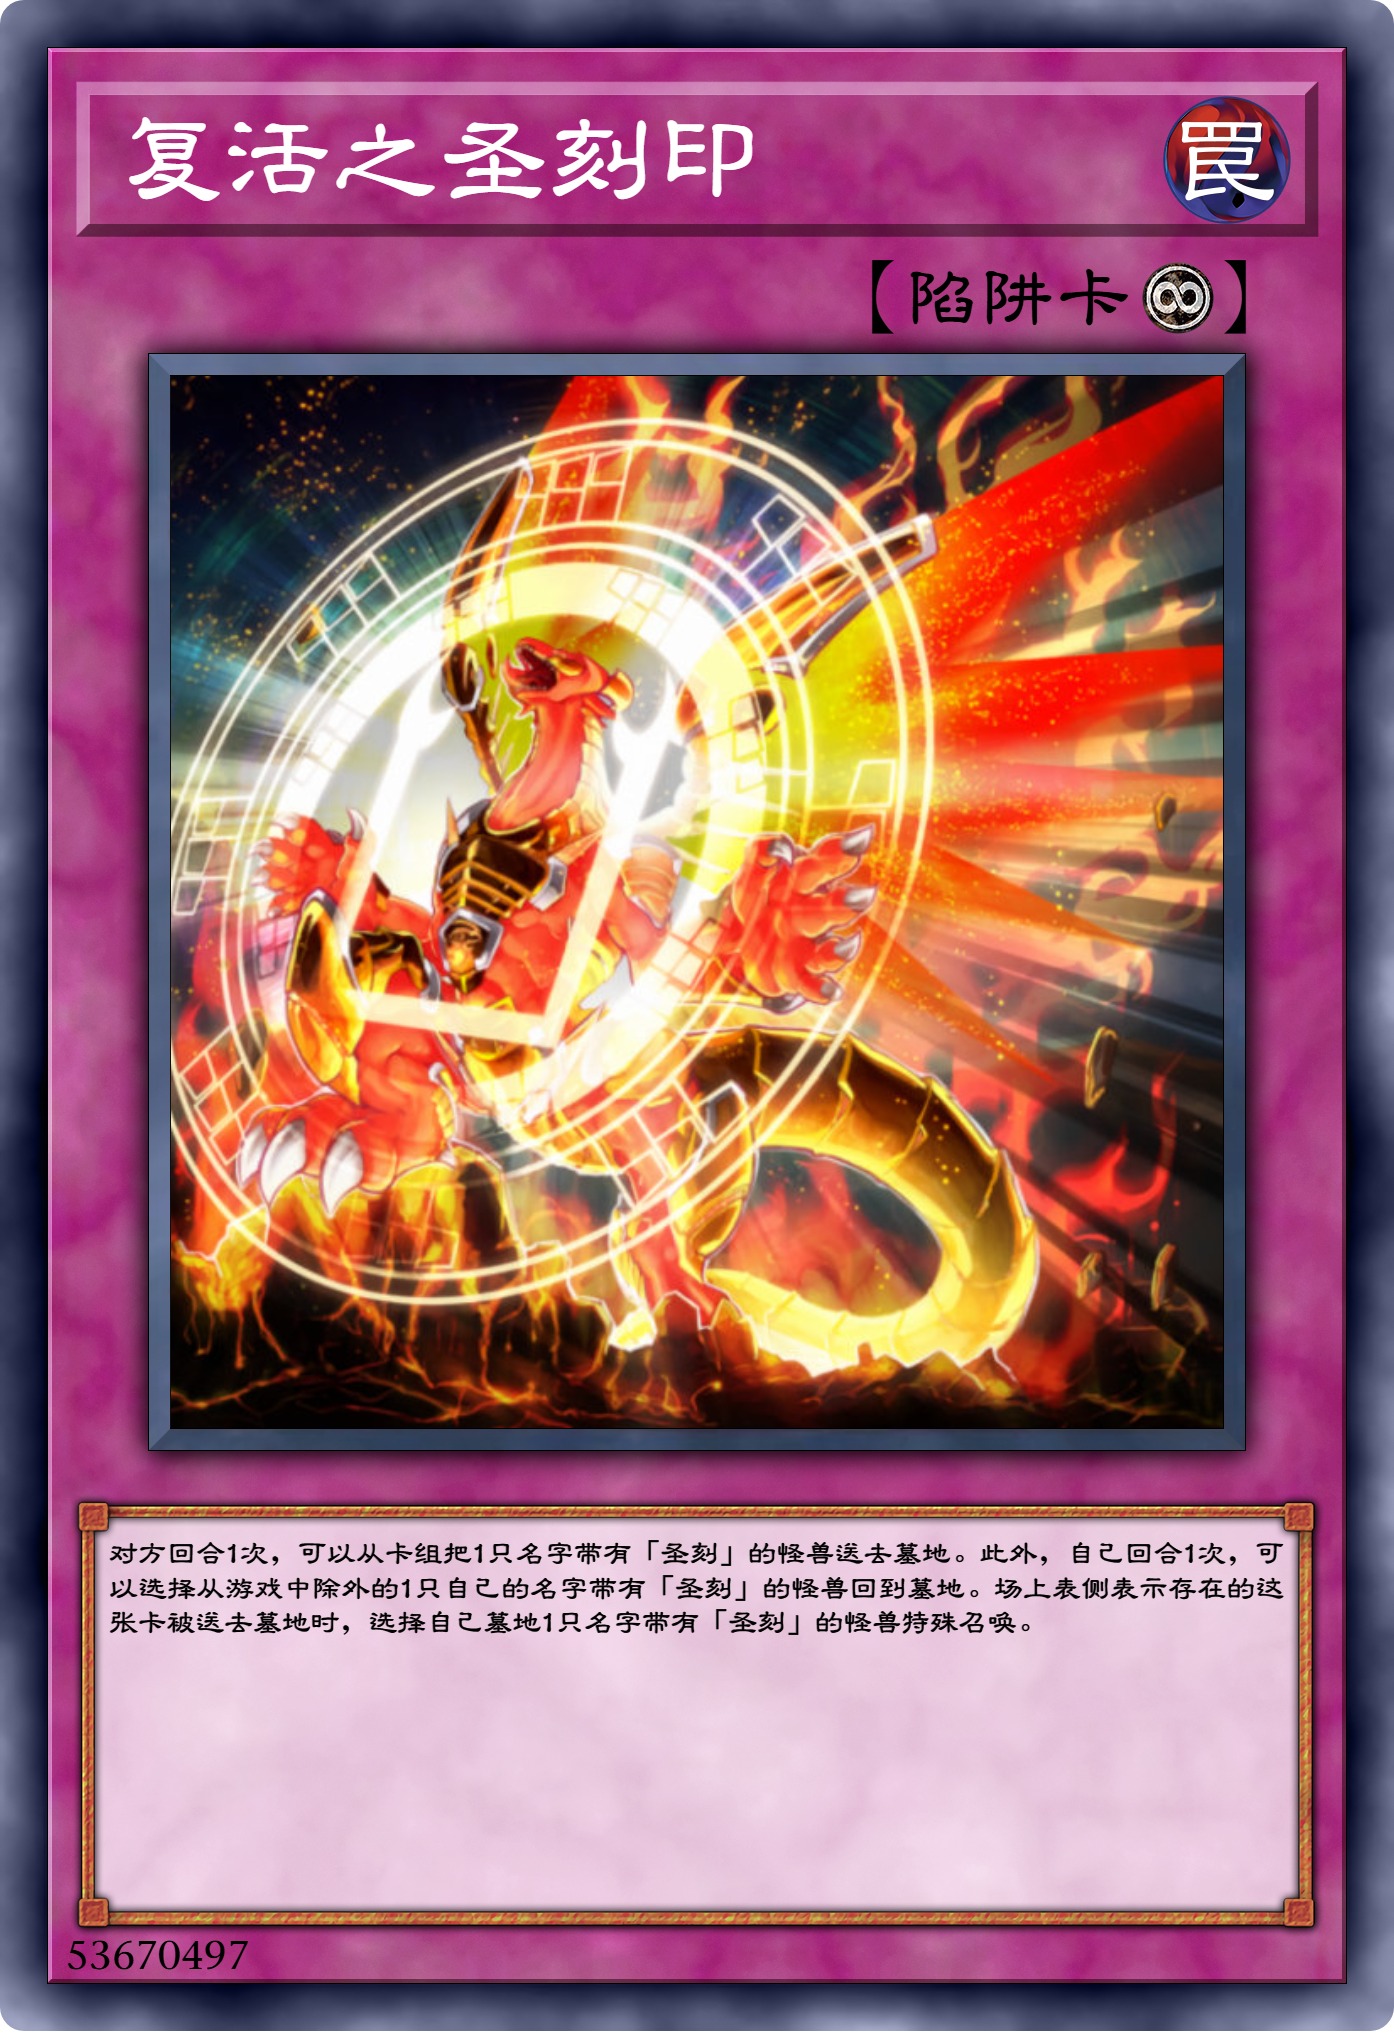 复活之圣刻印
罠
【陷阱卡】
对方回合1次，可以从卡组把1只名字带有「圣刻」的怪兽送去墓地。此外，自己回合1次，可
以选择从游戏中除外的1只自己的名字带有「圣刻」的怪兽回到墓地。场上表侧表示存在的这
张卡被送去墓地时，选择自己墓地1只名字带有「圣刻」的怪兽特殊召唤。
53670497